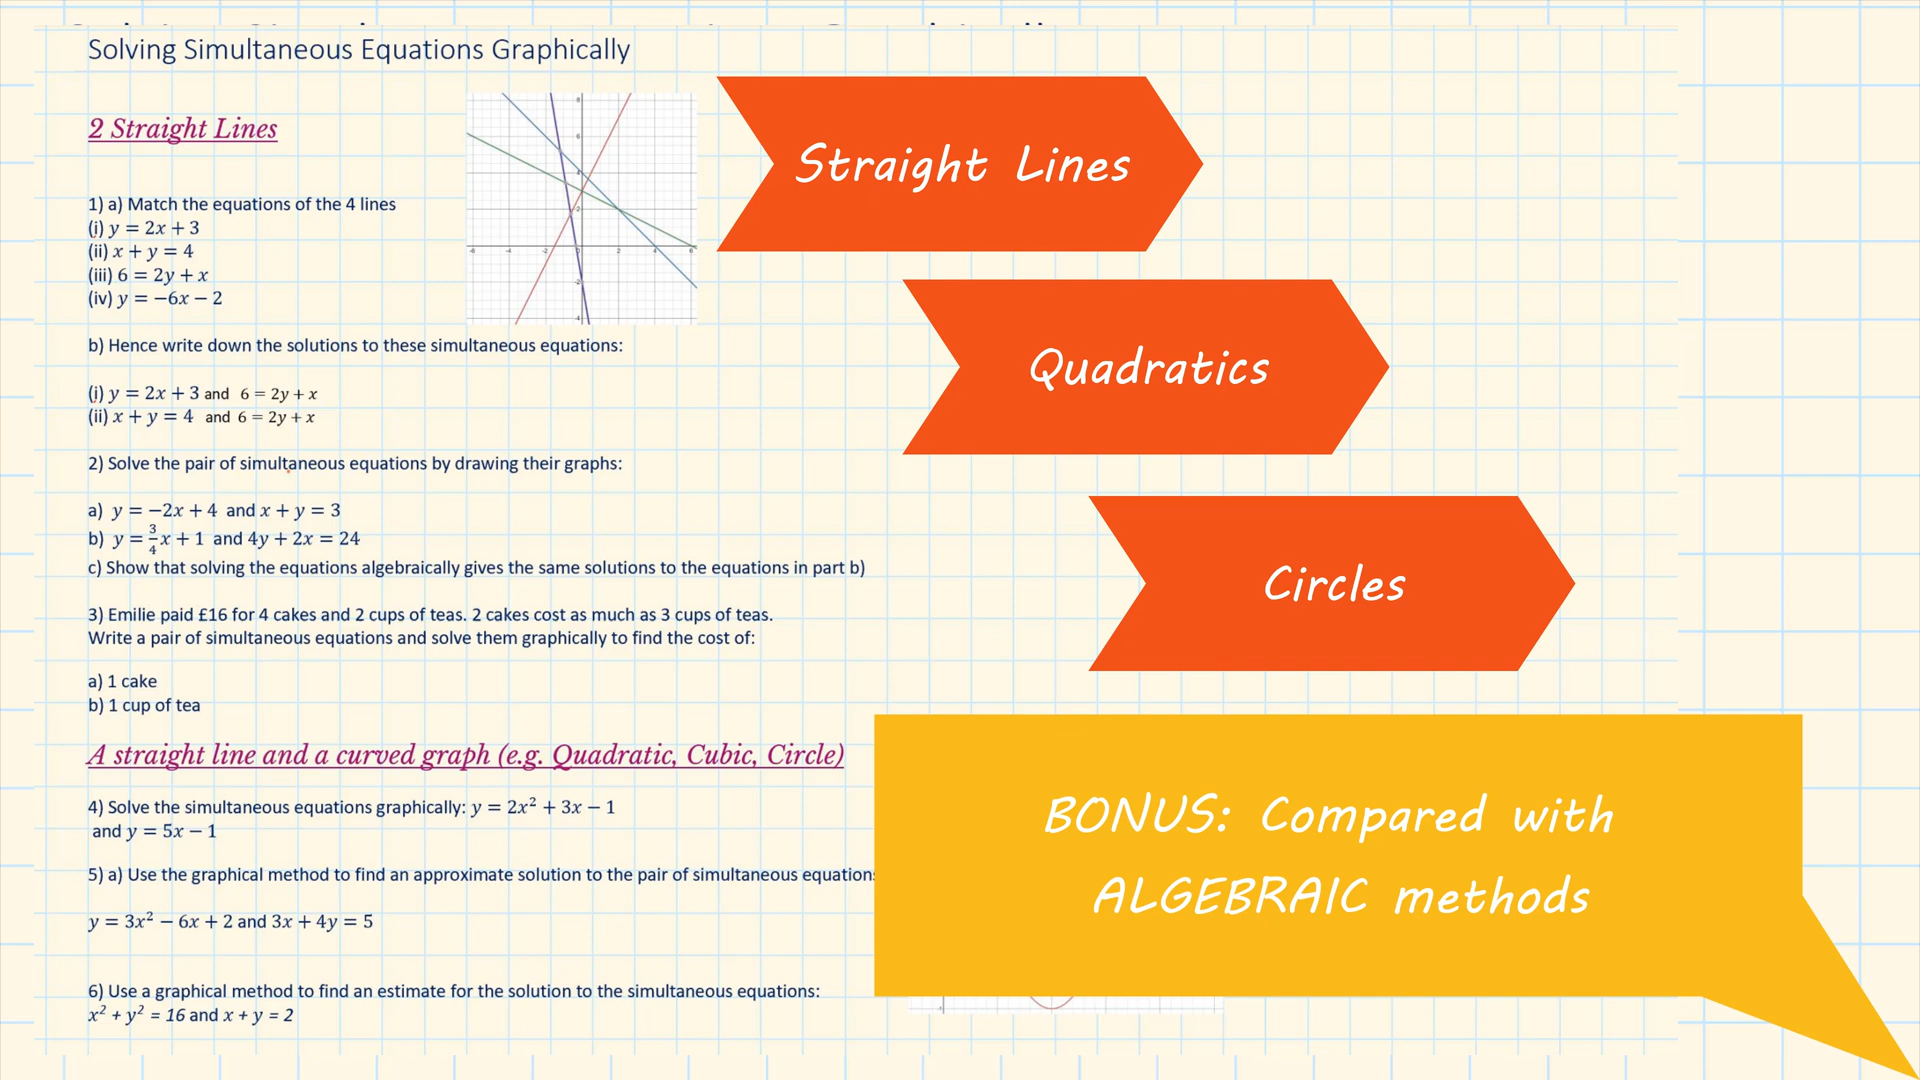 Solving Simultaneous Equations Graphically
2 Straight Lines
1) a) Match the equations of the 4 lines
(i) y = 2x + 3
(ii) x + y = 4
(iii) 6 = 2y + x
(iv) y = −6x − 2
b) Hence write down the solutions to these simultaneous equations:
(i) y = 2x + 3 and 6 = 2y + x
(ii) x + y = 4 and 6 = 2y + x
2) Solve the pair of simultaneous equations by drawing their graphs:
a) y = −2x + 4 and x + y = 3
b) y = 3/4 x + 1 and 4y + 2x = 24
c) Show that solving the equations algebraically gives the same solutions to the equations in part b)
3) Emilie paid £16 for 4 cakes and 2 cups of teas. 2 cakes cost as much as 3 cups of teas.
Write a pair of simultaneous equations and solve them graphically to find the cost of:
a) 1 cake
b) 1 cup of tea
A straight line and a curved graph (e.g. Quadratic, Cubic, Circle)
4) Solve the simultaneous equations graphically: y = 2x² + 3x − 1
and y = 5x − 1
5) a) Use the graphical method to find an approximate solution to the pair of simultaneous equation
y = 3x² − 6x + 2 and 3x + 4y = 5
6) Use a graphical method to find an estimate for the solution to the simultaneous equations:
x² + y² = 16 and x + y = 2
Straight Lines
Quadratics
Circles
BONUS: Compared with
ALGEBRAIC methods